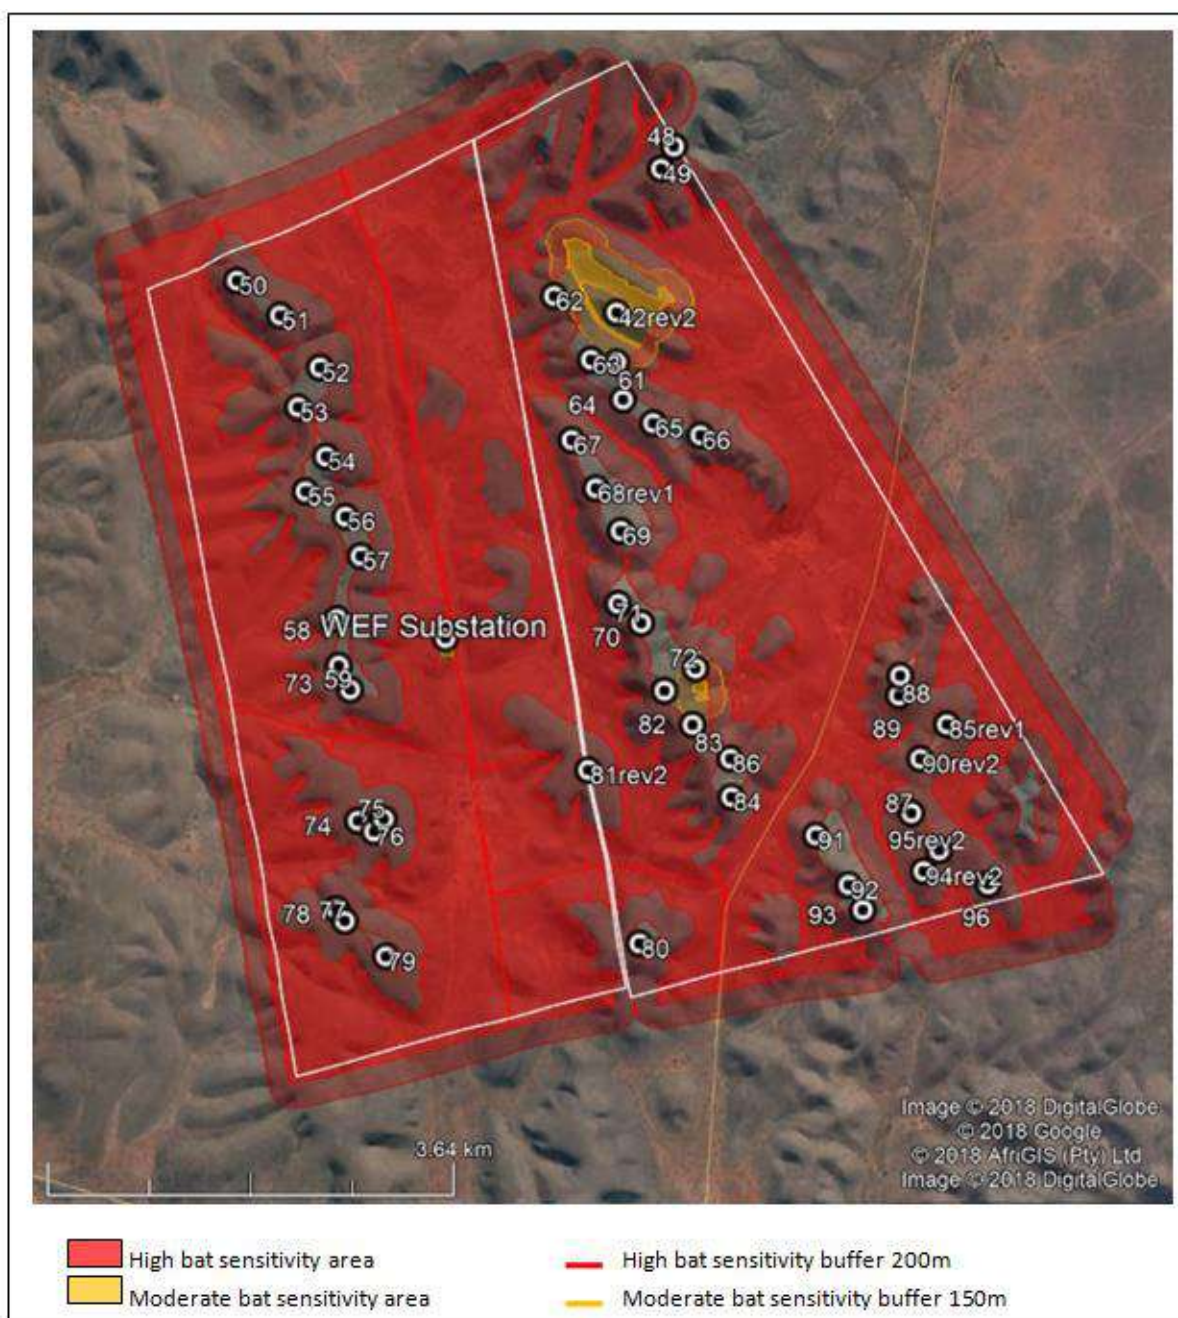 48
49
50
51
62
42rev2
52
63
61
53
64
65
66
67
54
55
68rev1
56
69
57
71
58
WEF Substation
70
72
73
59
88
82
89
85rev1
83
86
90rev2
81rev2
84
87
75
74
76
91
95rev2
94rev2
92
77
78
93
96
80
79
Image © 2018 DigitalGlobe
© 2018 Google
© 2018 AfriGIS (Pty) Ltd
Image © 2018 DigitalGlobe
3.64 km
High bat sensitivity area
High bat sensitivity buffer 200m
Moderate bat sensitivity area
Moderate bat sensitivity buffer 150m